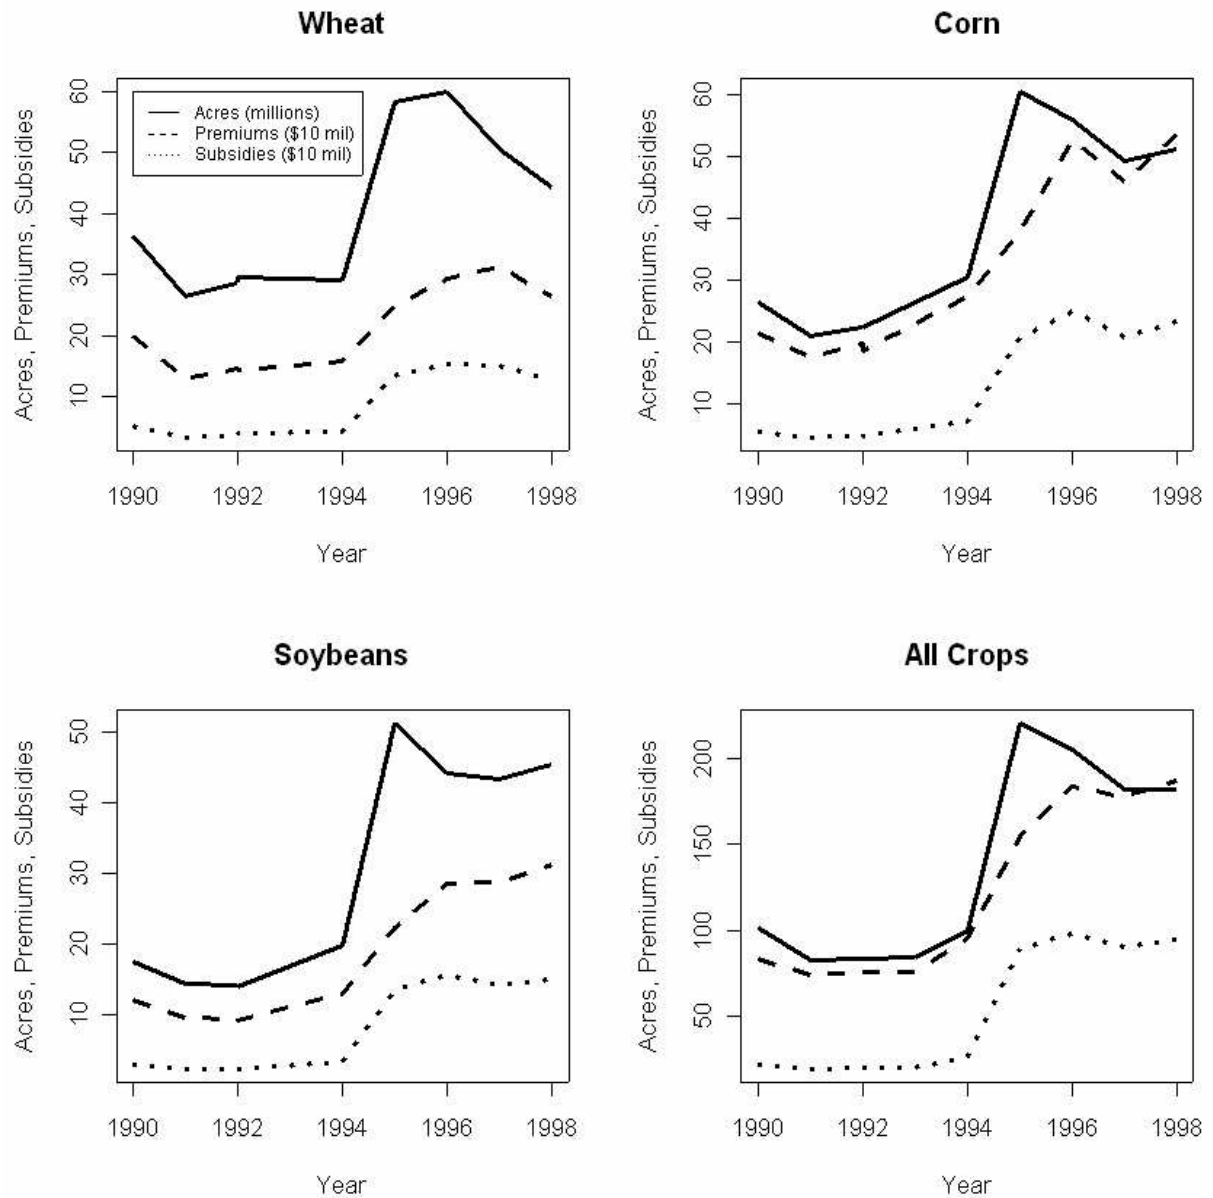 Wheat
Acres, Premiums, Subsidies
60
50
40
30
20
10
Acres (millions)
Premiums ($10 mil)
Subsidies ($10 mil)
1990 1992 1994 1996 1998
Year
Corn
Acres, Premiums, Subsidies
60
50
40
30
20
10
1990 1992 1994 1996 1998
Year
Soybeans
Acres, Premiums, Subsidies
50
40
30
20
10
1990 1992 1994 1996 1998
Year
All Crops
Acres, Premiums, Subsidies
200
150
100
50
1990 1992 1994 1996 1998
Year